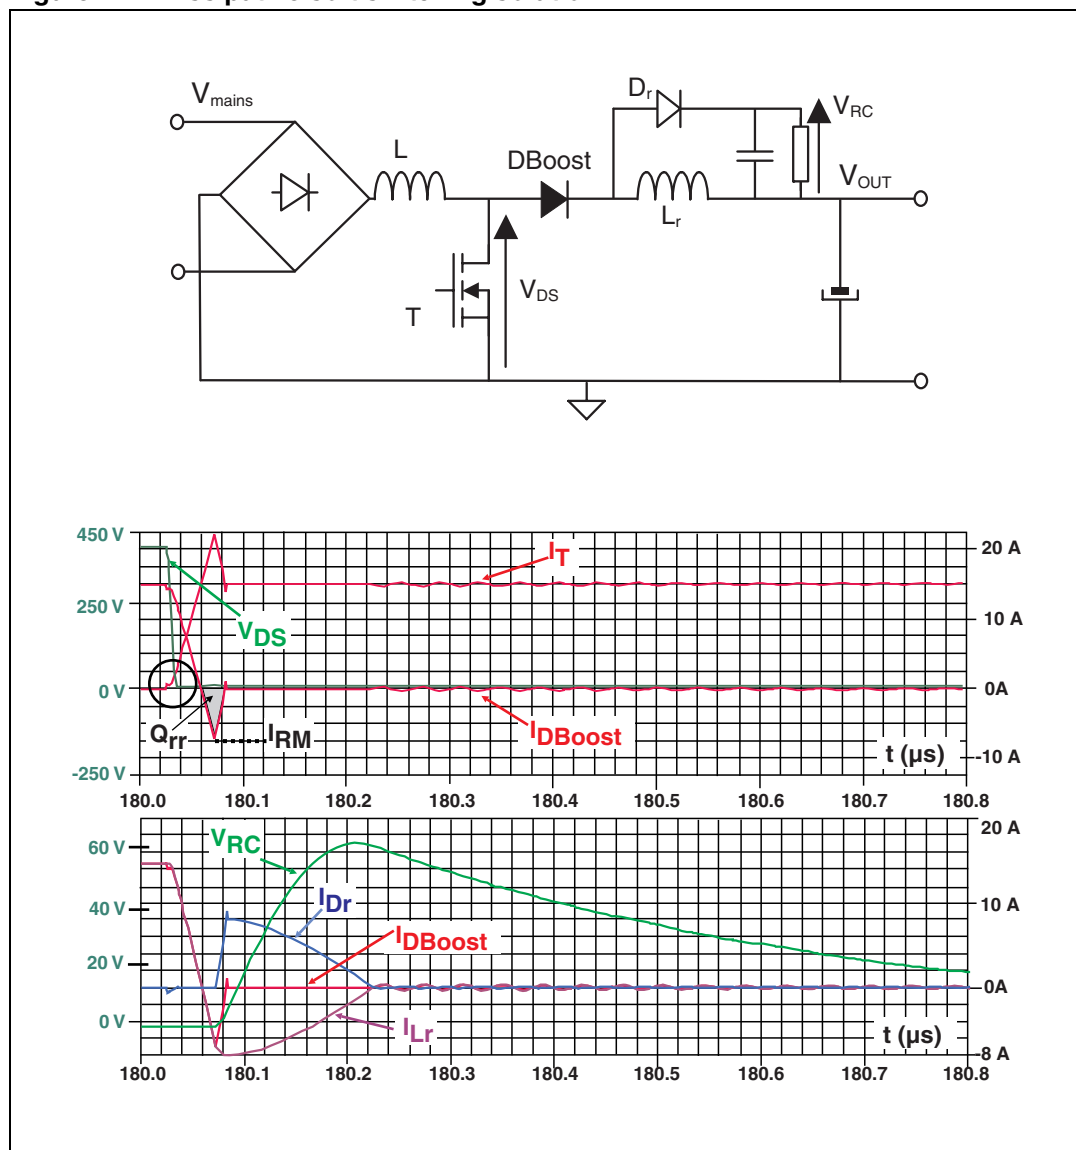 Vmains
L
DBoost
Dr
Lr
VRC
VOUT
T
VDS
450 V
250 V
0 V
-250 V
20 A
10 A
0A
-10 A
IT
VDS
Qrr
IRM
IDBoost
t (µs)
180.0 180.1 180.2 180.3 180.4 180.5 180.6 180.7 180.8
60 V
40 V
20 V
0 V
20 A
10 A
0A
-8 A
VRC
IDr
IDBoost
ILr
t (µs)
180.0 180.1 180.2 180.3 180.4 180.5 180.6 180.7 180.8